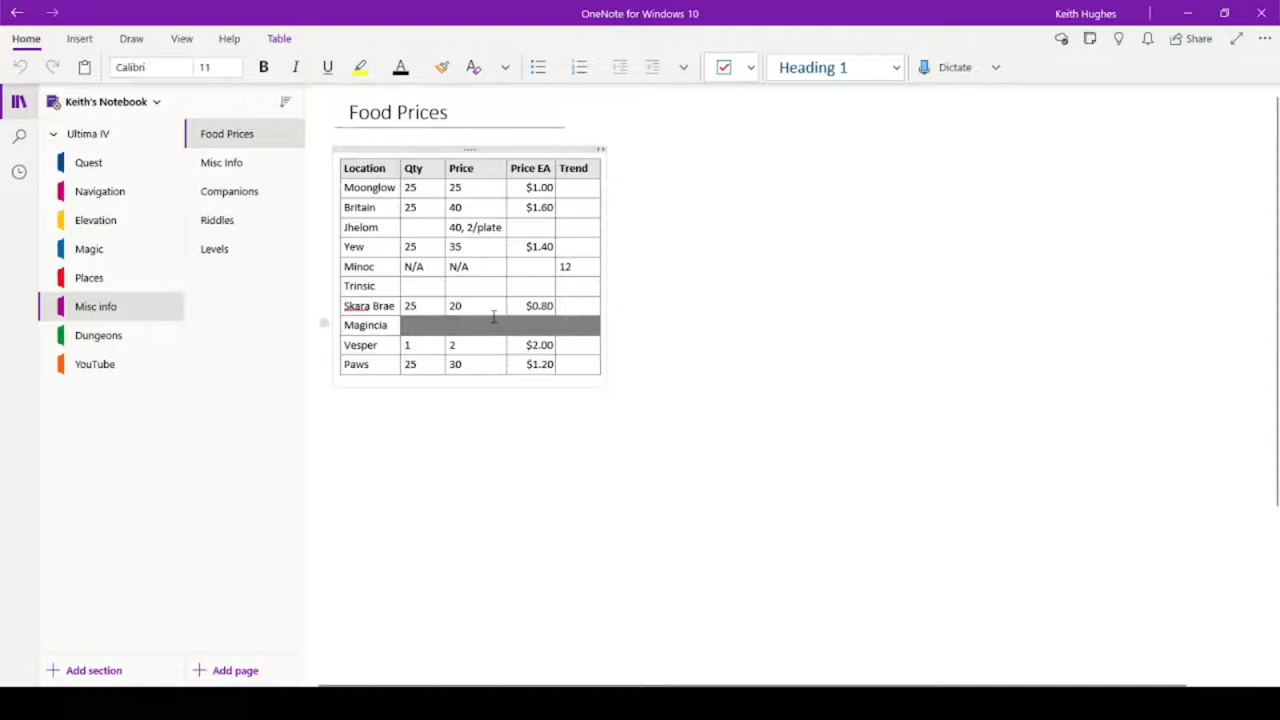 OneNote for Windows 10
Keith Hughes
Home Insert Draw View Help Table
Share
Calibri 11 B I U A Heading 1 Dictate
Keith's Notebook
Ultima IV
Quest
Navigation
Elevation
Magic
Places
Misc info
Dungeons
YouTube
Add section
Food Prices
Misc Info
Companions
Riddles
Levels
Add page
Food Prices
Location Qty Price Price EA Trend
Moonglow 25 25 $1.00
Britain 25 40 $1.60
Jhelom 40, 2/plate
Yew 25 35 $1.40
Minoc N/A N/A 12
Trinsic
Skara Brae 25 20 $0.80
Magincia
Vesper 1 2 $2.00
Paws 25 30 $1.20